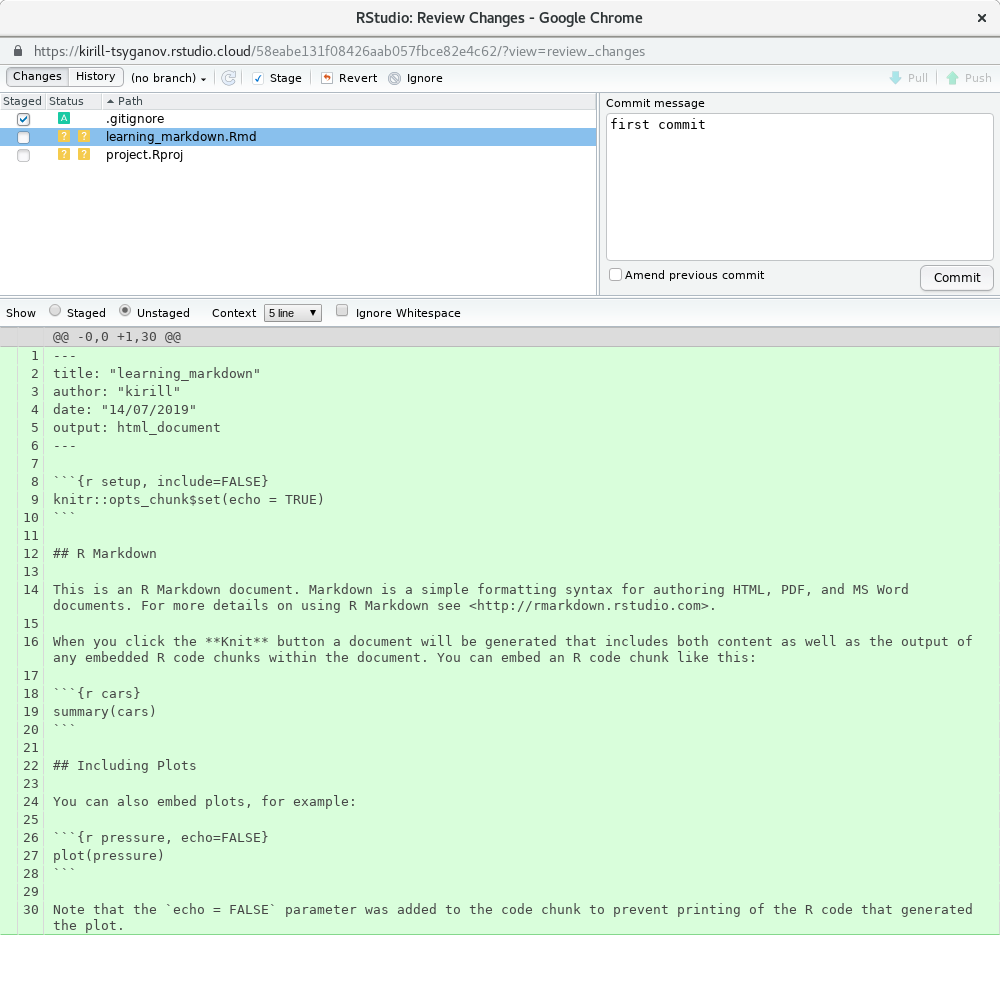 RStudio: Review Changes - Google Chrome ×
https://kirill-tsyganov.rstudio.cloud/58eabe131f08426aab057fbce82e4c62/?view=review_changes
Changes History (no branch) Stage Revert Ignore Pull Push
Staged Status Path
A .gitignore
? ? learning_markdown.Rmd
? ? project.Rproj
Commit message
first commit
Amend previous commit Commit
Show Staged Unstaged Context 5 line Ignore Whitespace
@@ -0,0 +1,30 @@
1 ---
2 title: "learning_markdown"
3 author: "kirill"
4 date: "14/07/2019"
5 output: html_document
6 ---
7
8 ```{r setup, include=FALSE}
9 knitr::opts_chunk$set(echo = TRUE)
10 ```
11
12 ## R Markdown
13
14 This is an R Markdown document. Markdown is a simple formatting syntax for authoring HTML, PDF, and MS Word
documents. For more details on using R Markdown see <http://rmarkdown.rstudio.com>.
15
16 When you click the **Knit** button a document will be generated that includes both content as well as the output of
any embedded R code chunks within the document. You can embed an R code chunk like this:
17
18 ```{r cars}
19 summary(cars)
20 ```
21
22 ## Including Plots
23
24 You can also embed plots, for example:
25
26 ```{r pressure, echo=FALSE}
27 plot(pressure)
28 ```
29
30 Note that the `echo = FALSE` parameter was added to the code chunk to prevent printing of the R code that generated
the plot.